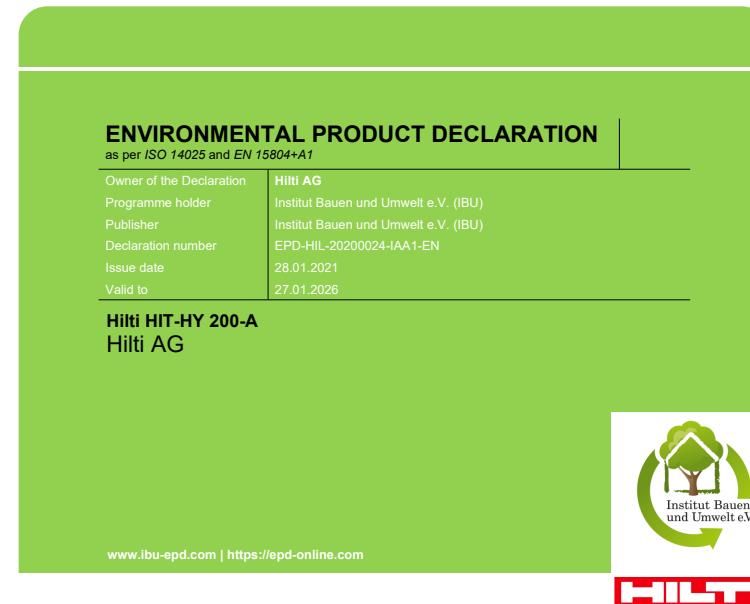 ENVIRONMENTAL PRODUCT DECLARATION
as per ISO 14025 and EN 15804+A1
Owner of the Declaration Hilti AG
Programme holder Institut Bauen und Umwelt e.V. (IBU)
Publisher Institut Bauen und Umwelt e.V. (IBU)
Declaration number EPD-HIL-20200024-IAA1-EN
Issue date 28.01.2021
Valid to 27.01.2026
Hilti HIT-HY 200-A
Hilti AG
Institut Bauen
und Umwelt e.V
www.ibu-epd.com | https://epd-online.com
HILT